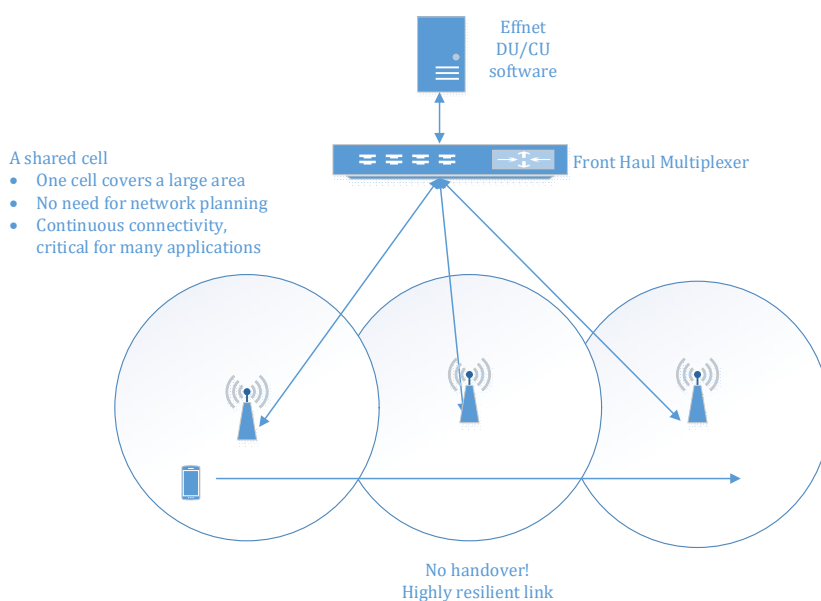 Effnet
DU/CU
software
Front Haul Multiplexer
A shared cell
• One cell covers a large area
• No need for network planning
• Continuous connectivity,
critical for many applications
No handover!
Highly resilient link